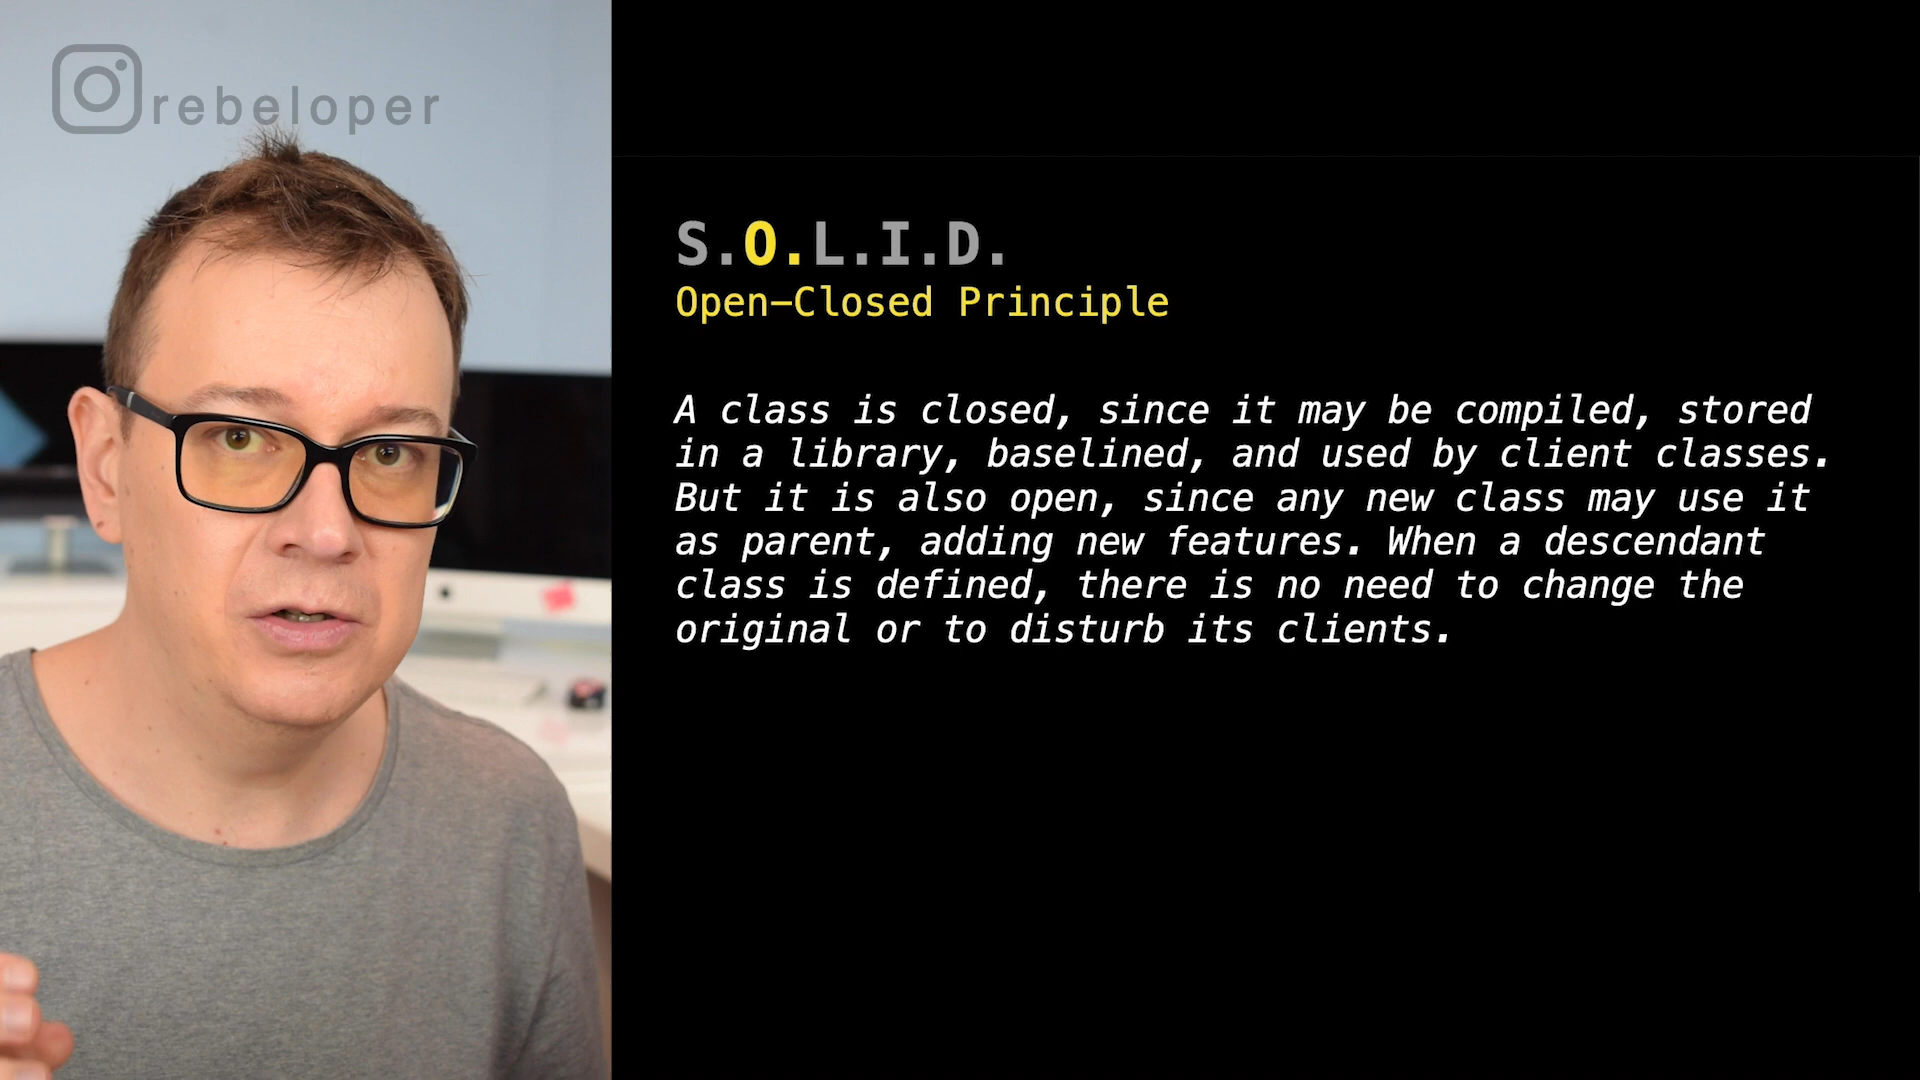 rebeloper
S.O.L.I.D.
Open–Closed Principle
A class is closed, since it may be compiled, stored
in a library, baselined, and used by client classes.
But it is also open, since any new class may use it
as parent, adding new features. When a descendant
class is defined, there is no need to change the
original or to disturb its clients.